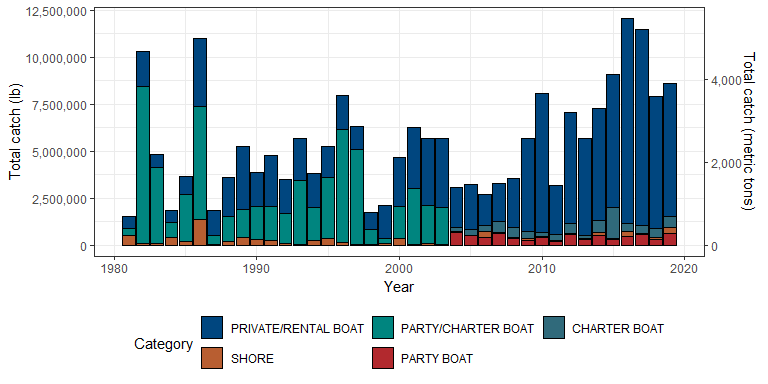 12,500,000
10,000,000
7,500,000
5,000,000
2,500,000
0
Total catch (lb)
4,000
2,000
0
Total catch (metric tons)
1980 1990 2000 2010 2020
Year
Category
PRIVATE/RENTAL BOAT PARTY/CHARTER BOAT CHARTER BOAT
SHORE PARTY BOAT